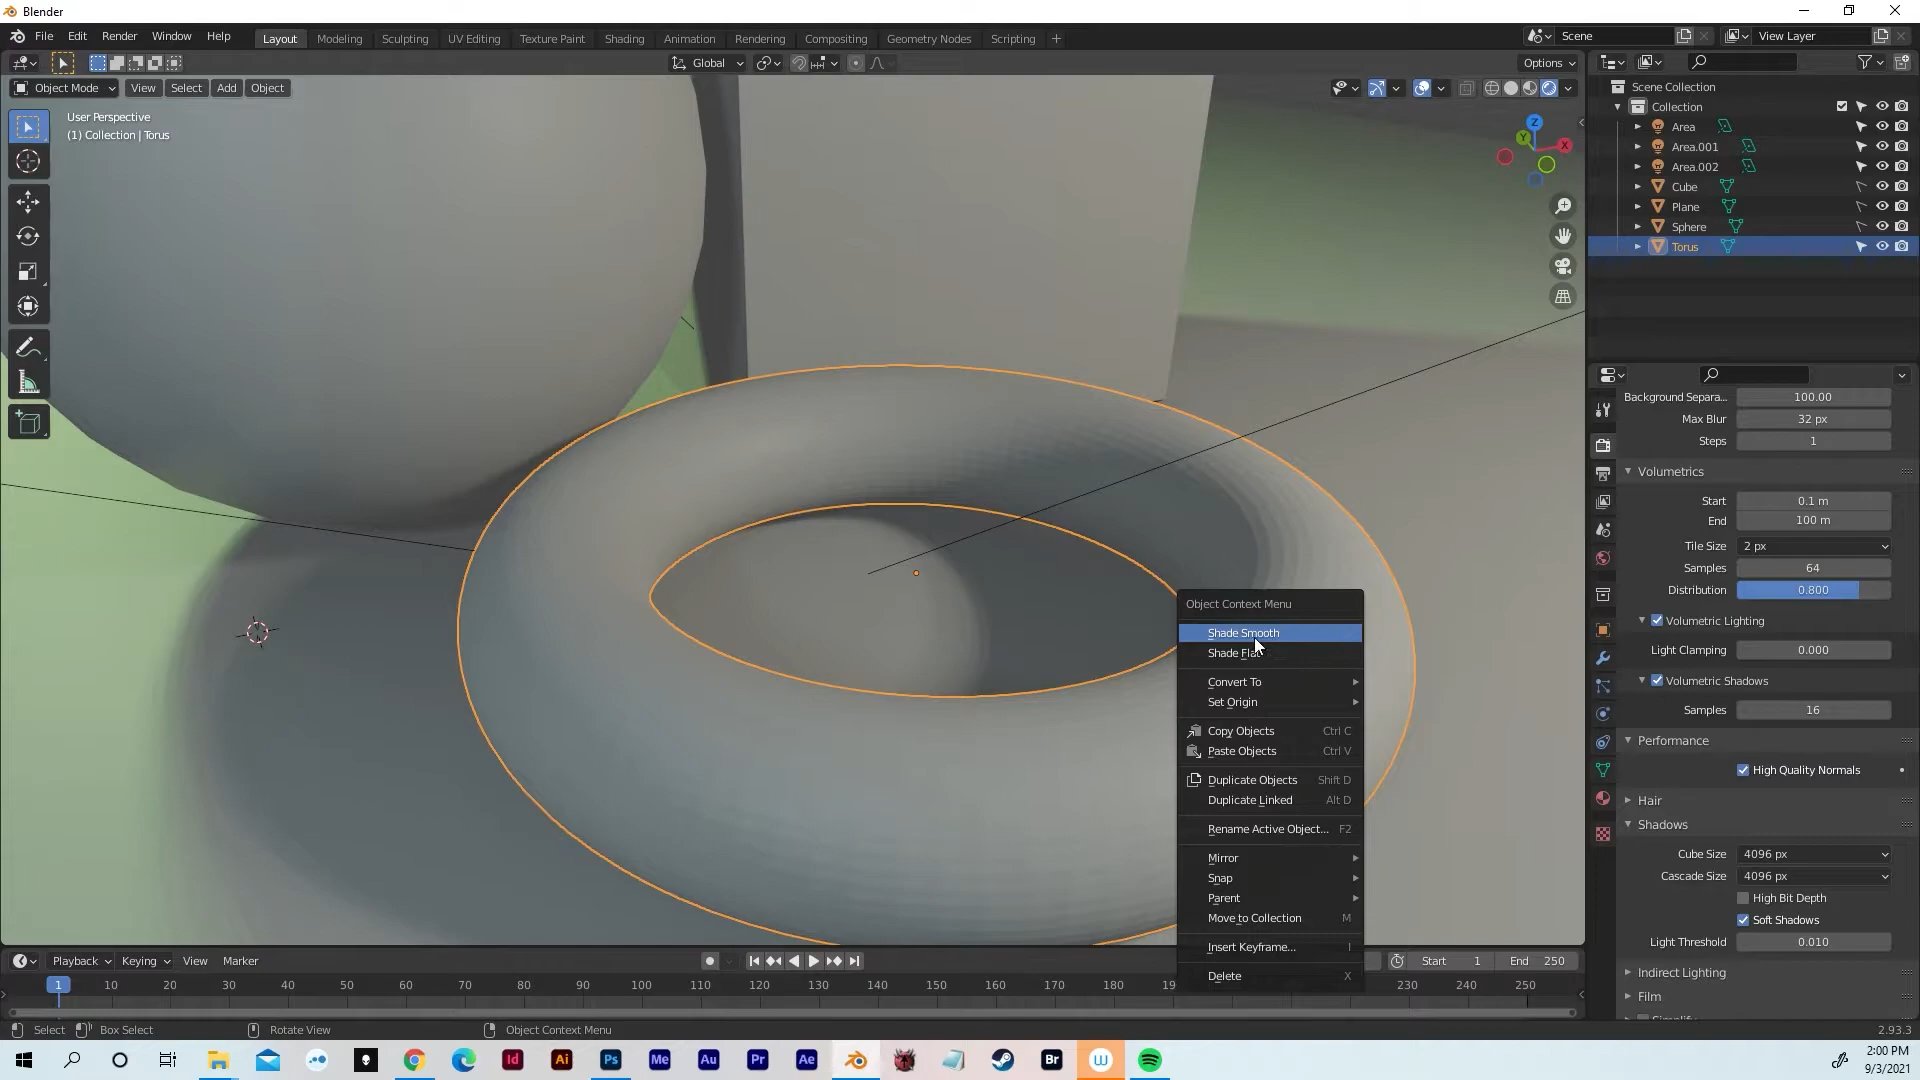 Blender
File Edit Render Window Help
Layout Modeling Sculpting UV Editing Texture Paint Shading Animation Rendering Compositing Geometry Nodes Scripting +
Scene
View Layer
Global
Options
Object Mode View Select Add Object
User Perspective
(1) Collection | Torus
Z
Y
X
Scene Collection
Collection
Area
Area.001
Area.002
Cube
Plane
Sphere
Torus
Background Separa... 100.00
Max Blur 32 px
Steps 1
Volumetrics
Start 0.1 m
End 100 m
Tile Size 2 px
Samples 64
Distribution 0.800
Volumetric Lighting
Light Clamping 0.000
Volumetric Shadows
Samples 16
Performance
High Quality Normals
Hair
Shadows
Cube Size 4096 px
Cascade Size 4096 px
High Bit Depth
Soft Shadows
Light Threshold 0.010
Indirect Lighting
Film
Object Context Menu
Shade Smooth
Shade Fla
Convert To
Set Origin
Copy Objects Ctrl C
Paste Objects Ctrl V
Duplicate Objects Shift D
Duplicate Linked Alt D
Rename Active Object... F2
Mirror
Snap
Parent
Move to Collection M
Insert Keyframe... I
Delete X
Playback Keying View Marker
Start 1 End 250
1 10 20 30 40 50 60 70 80 90 100 110 120 130 140 150 160 170 180 19 230 240 250
Select Box Select Rotate View Object Context Menu
2.93.3
Id Ai Ps Me Au Pr Ae Br W
2:00 PM
9/3/2021